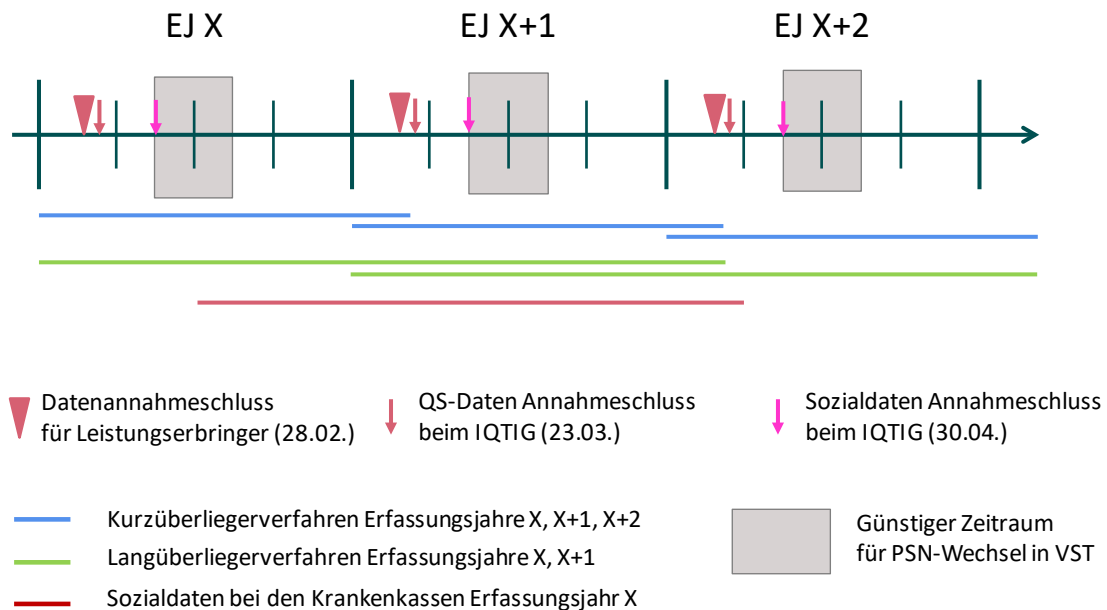 EJ X
EJ X+1
EJ X+2
Datenannahmeschluss
für Leistungserbringer (28.02.)
QS-Daten Annahmeschluss
beim IQTIG (23.03.)
Sozialdaten Annahmeschluss
beim IQTIG (30.04.)
Kurzüberliegerverfahren Erfassungsjahre X, X+1, X+2
Langüberliegerverfahren Erfassungsjahre X, X+1
Sozialdaten bei den Krankenkassen Erfassungsjahr X
Günstiger Zeitraum
für PSN-Wechsel in VST